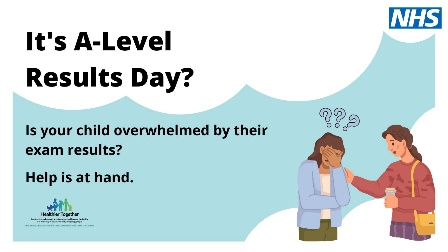 NHS
It's A-Level
Results Day?
Is your child overwhelmed by their
exam results?
Help is at hand.
Healthier Together